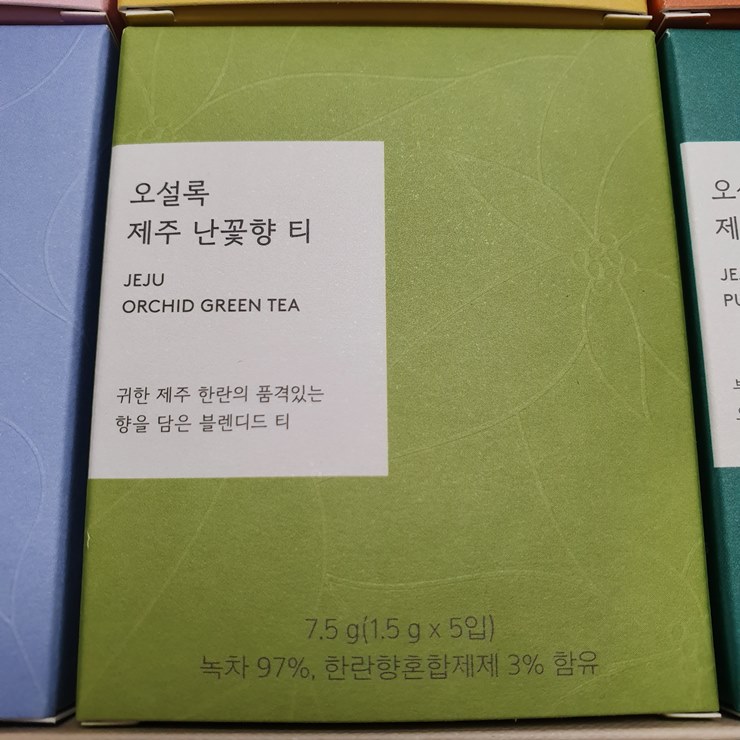 오설록
제주 난꽃향 티
JEJU
ORCHID GREEN TEA
귀한 제주 한란의 품격있는
향을 담은 블렌디드 티
7.5 g(1.5 g x 5입)
녹차 97%, 한란향혼합제제 3% 함유